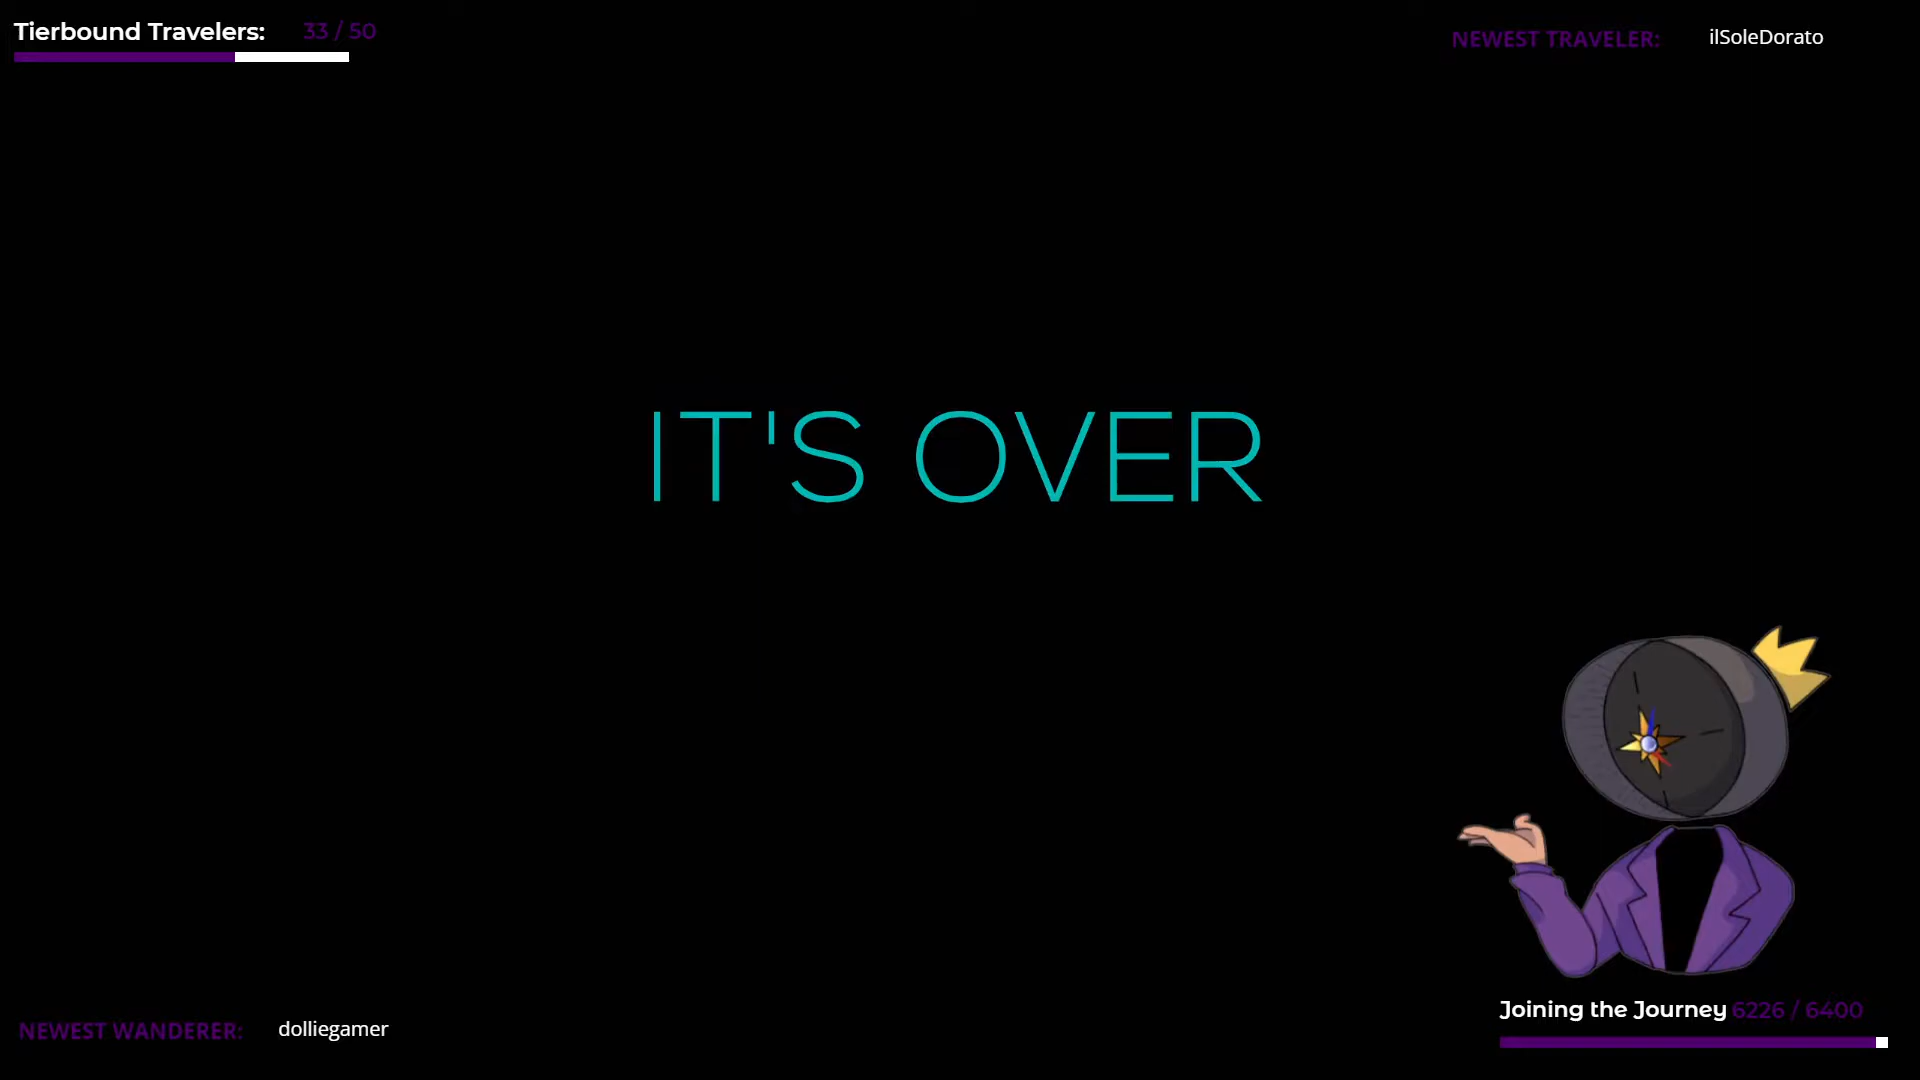 Tierbound Travelers: 33 / 50
NEWEST TRAVELER: ilSoleDorato
IT'S OVER
NEWEST WANDERER: dolliegamer
Joining the Journey 6226 / 6400